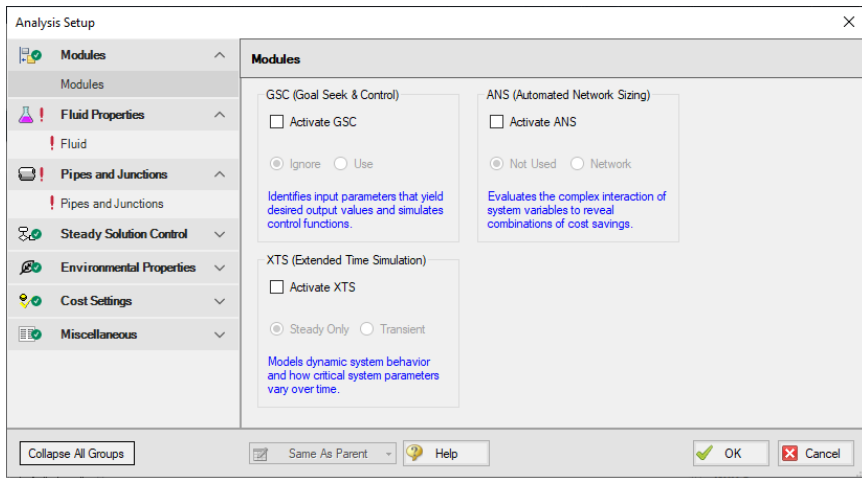 Analysis Setup
Modules
Modules
Fluid Properties
Fluid
Pipes and Junctions
Pipes and Junctions
Steady Solution Control
Environmental Properties
Cost Settings
Miscellaneous
Modules
GSC (Goal Seek & Control)
Activate GSC
Ignore Use
Identifies input parameters that yield
desired output values and simulates
control functions.
ANS (Automated Network Sizing)
Activate ANS
Not Used Network
Evaluates the complex interaction of
system variables to reveal
combinations of cost savings.
XTS (Extended Time Simulation)
Activate XTS
Steady Only Transient
Models dynamic system behavior
and how critical system parameters
vary over time.
Collapse All Groups
Same As Parent
Help
OK
Cancel